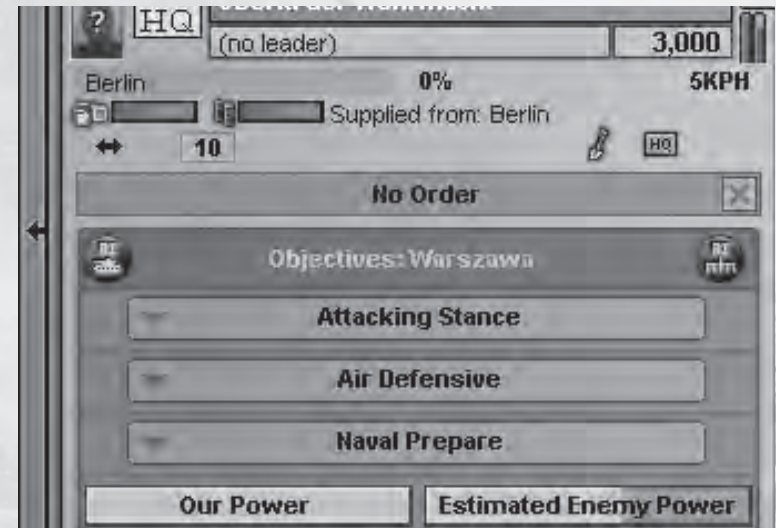 ?
HQ
(no leader) 3,000
Berlin 0% 5KPH
Supplied from: Berlin
10 HQ
No Order
Objectives: Warszawa
Attacking Stance
Air Defensive
Naval Prepare
Our Power Estimated Enemy Power